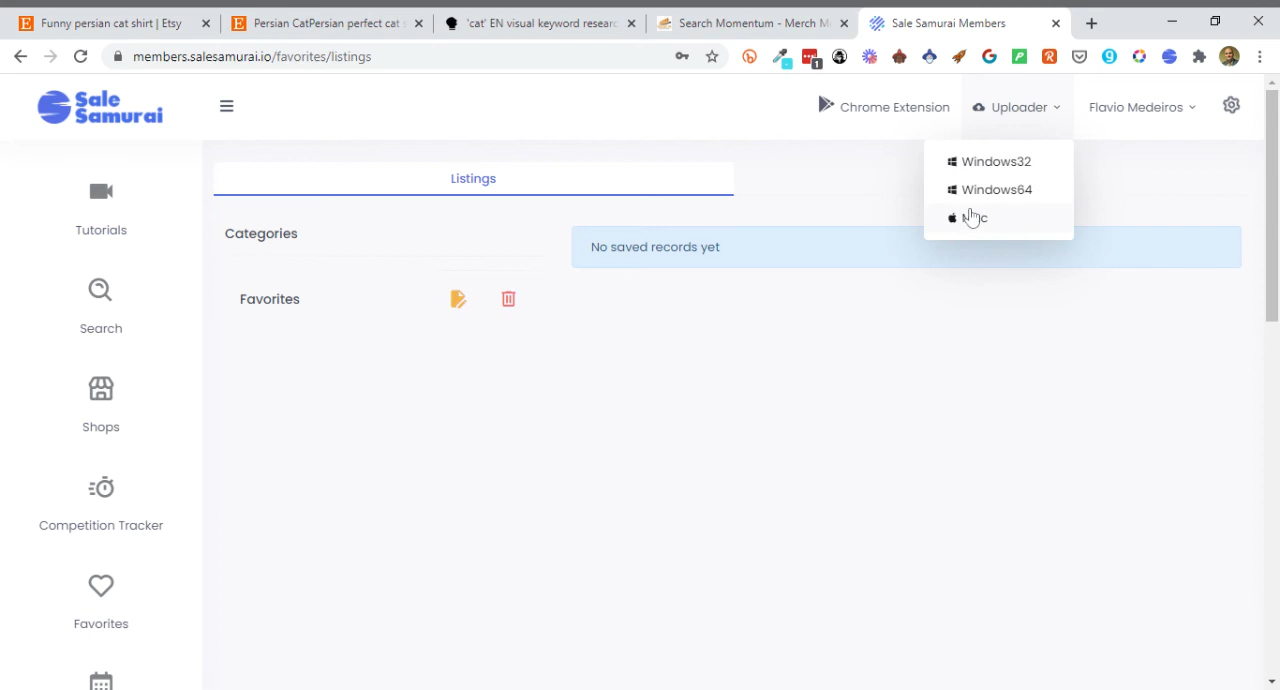 Funny persian cat shirt | Etsy
Persian CatPersian perfect cat
'cat' EN visual keyword researc
Search Momentum - Merch M
Sale Samurai Members
members.salesamurai.io/favorites/listings
1
Sale
Samurai
Chrome Extension
Uploader
Flavio Medeiros
Windows32
Windows64
Listings
Categories
No saved records yet
Favorites
Tutorials
Search
Shops
Competition Tracker
Favorites